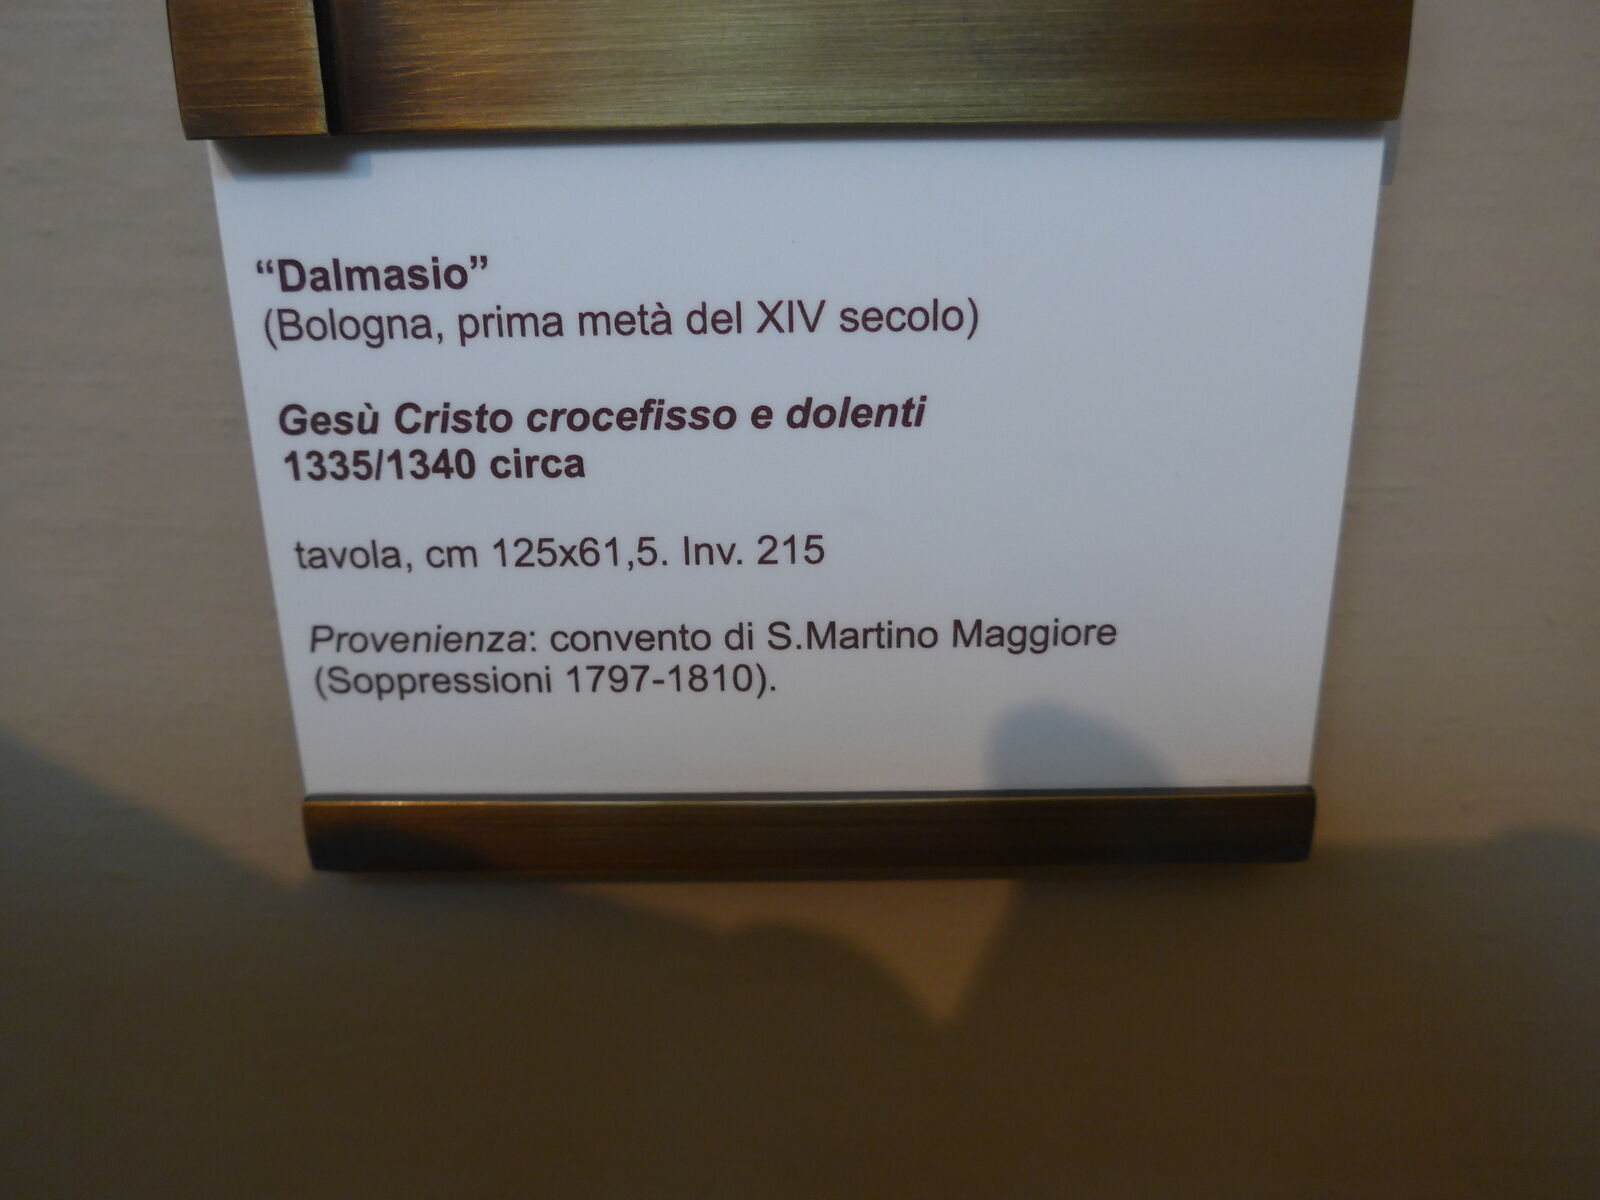 “Dalmasio”
(Bologna, prima metà del XIV secolo)
Gesù Cristo crocefisso e dolenti
1335/1340 circa
tavola, cm 125x61,5. Inv. 215
Provenienza: convento di S.Martino Maggiore
(Soppressioni 1797-1810).